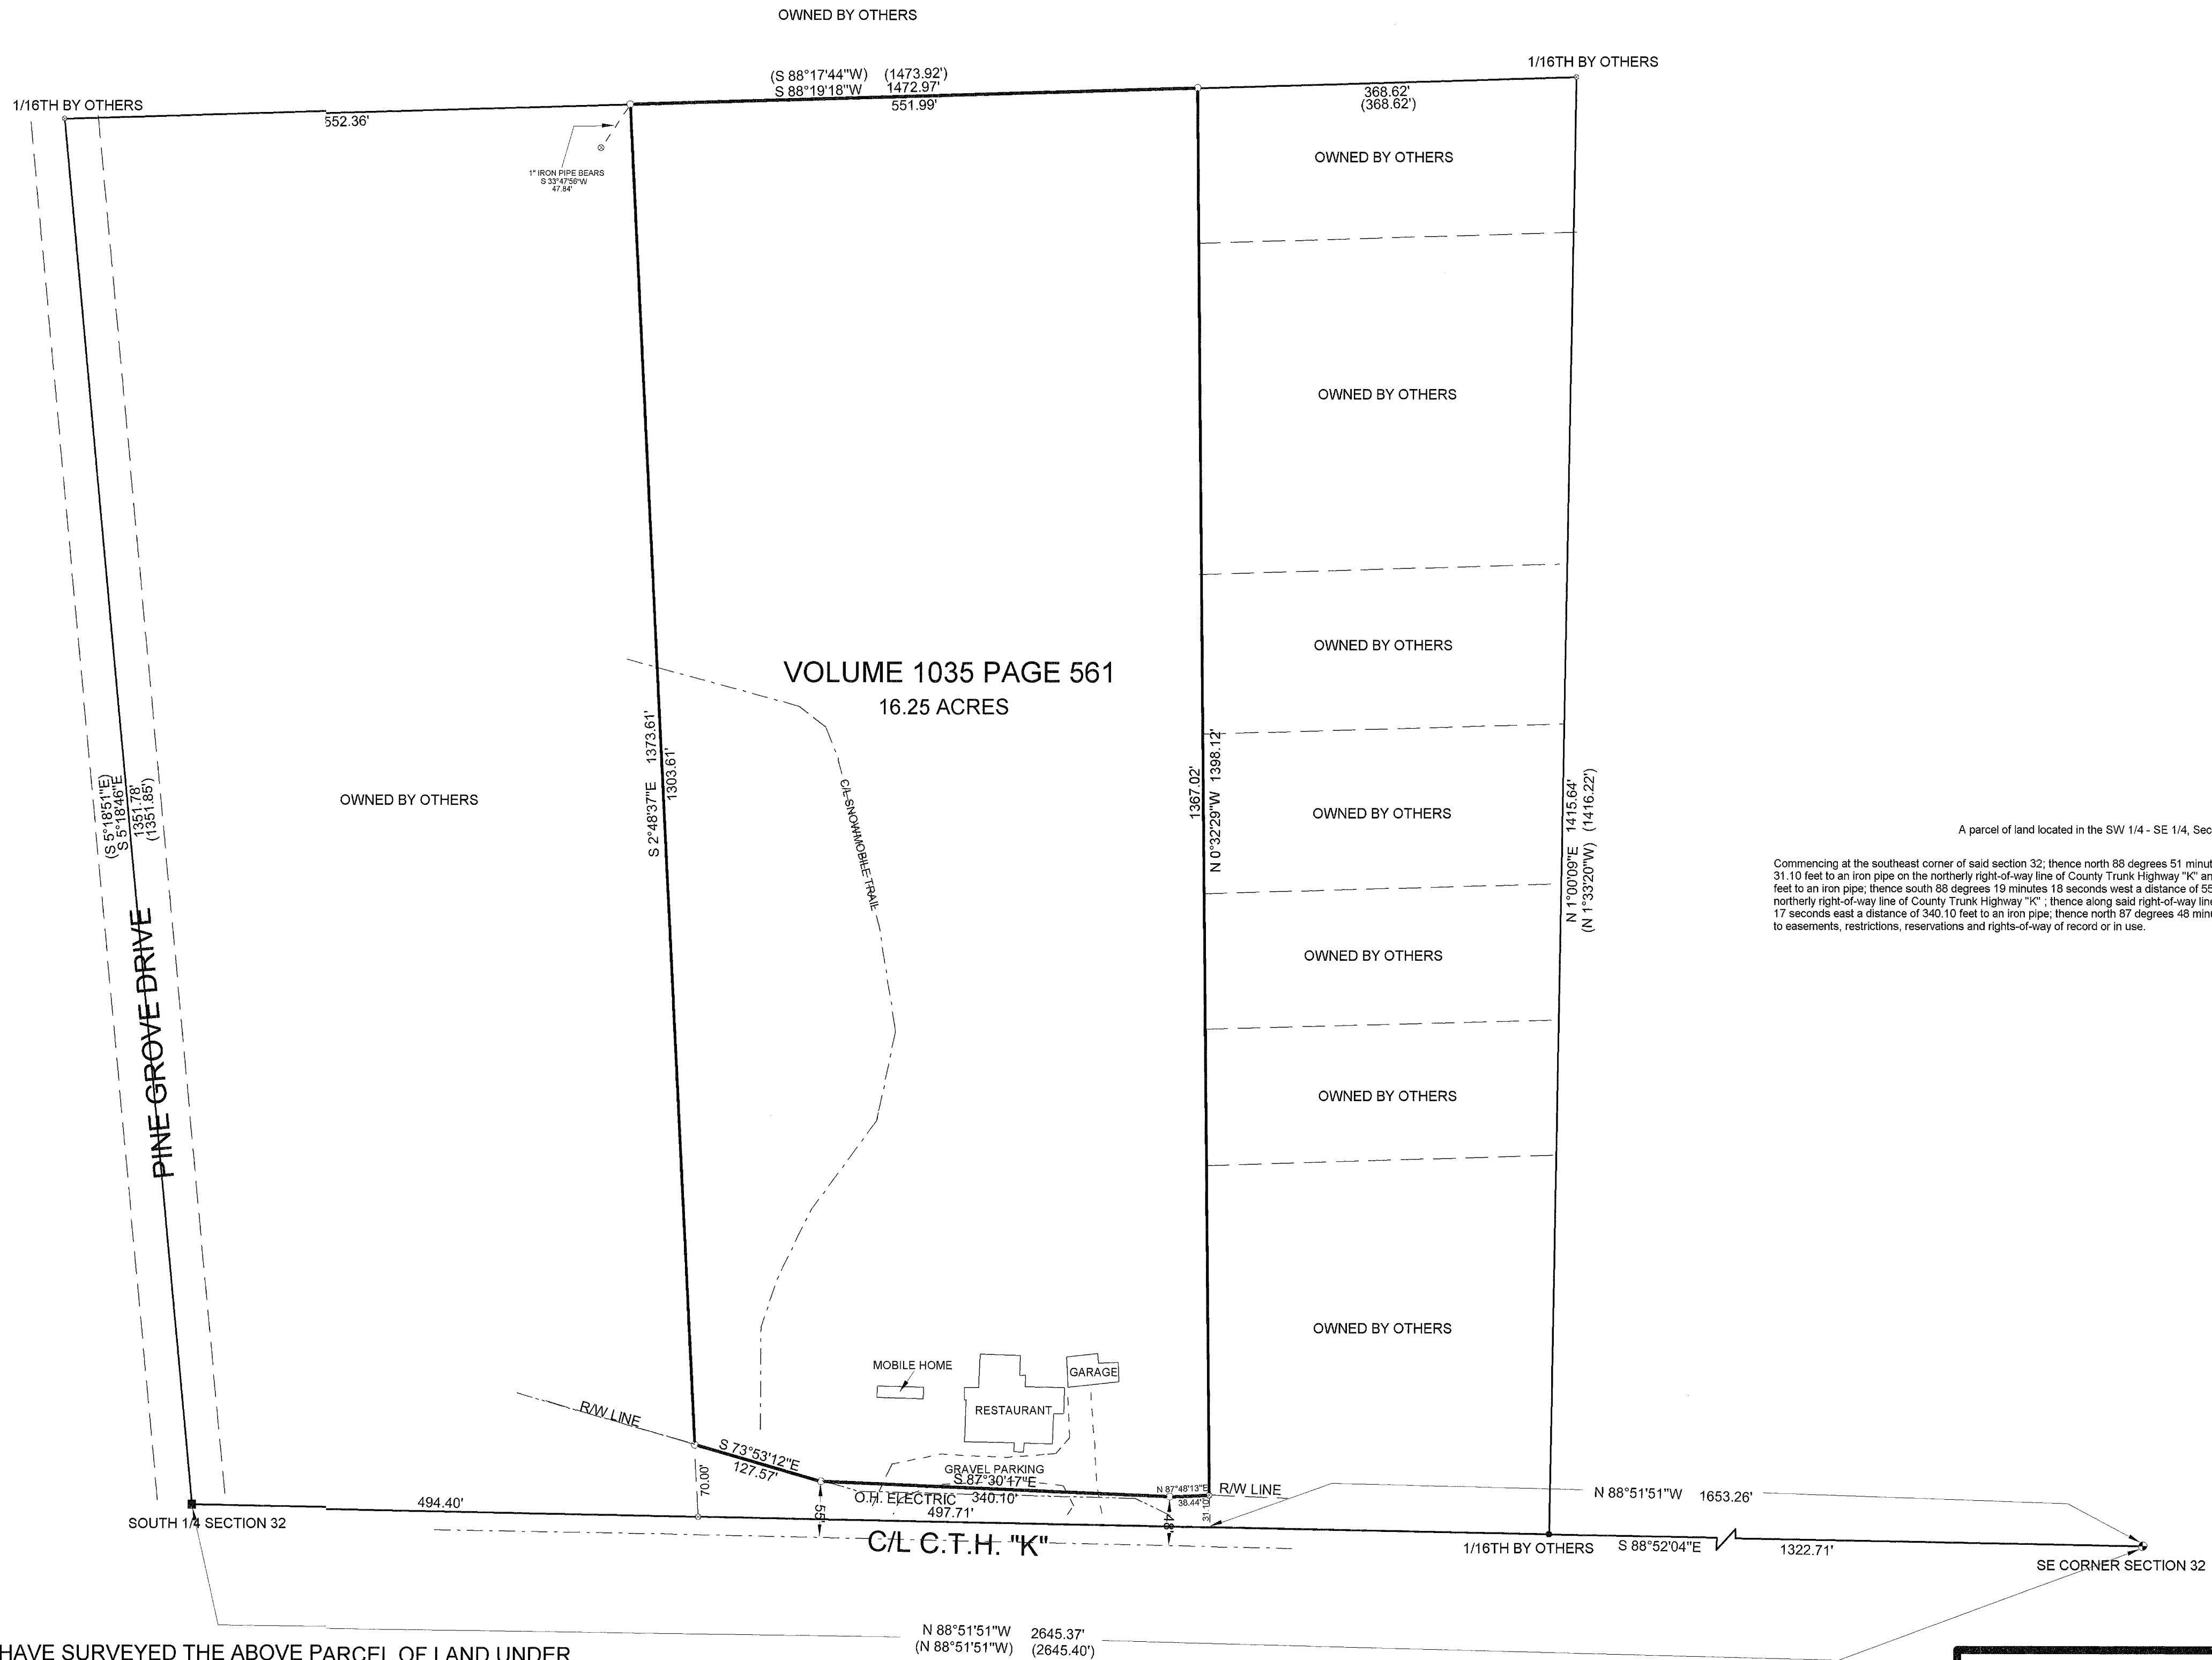 OWNED BY OTHERS
1/16TH BY OTHERS
(S 88°17'44"W) (1473.92')
S 88°19'18"W 1472.97'
551.99'
1/16TH BY OTHERS
552.36'
368.62'
(368.62')
1" IRON PIPE BEARS
S 33°47'56"W
47.84'
OWNED BY OTHERS
OWNED BY OTHERS
OWNED BY OTHERS
VOLUME 1035 PAGE 561
16.25 ACRES
S 2°48'37"E 1373.61'
1303.61'
C/L SNOWMOBILE TRAIL
1367.02'
N 0°32'29"W 1398.12'
OWNED BY OTHERS
OWNED BY OTHERS
(S 5°18'51"E)
S 5°18'46"E
1351.78'
(1351.85')
N 1°00'09"E 1415.64'
(N 1°33'20"W) (1416.22')
A parcel of land located in the SW 1/4 - SE 1/4, Sec
Commencing at the southeast corner of said section 32; thence north 88 degrees 51 minut
31.10 feet to an iron pipe on the northerly right-of-way line of County Trunk Highway "K" an
feet to an iron pipe; thence south 88 degrees 19 minutes 18 seconds west a distance of 55
northerly right-of-way line of County Trunk Highway "K" ; thence along said right-of-way line
17 seconds east a distance of 340.10 feet to an iron pipe; thence north 87 degrees 48 minu
to easements, restrictions, reservations and rights-of-way of record or in use.
OWNED BY OTHERS
PINE GROVE DRIVE
OWNED BY OTHERS
OWNED BY OTHERS
MOBILE HOME
GARAGE
RESTAURANT
R/W LINE
S 73°53'12"E
127.57'
70.00'
GRAVEL PARKING
S 87°30'17"E
O.H. ELECTRIC 340.10'
497.71'
N 87°48'13"E
38.44'
31.10'
R/W LINE
55'
48'
494.40'
SOUTH 1/4 SECTION 32
C/L C.T.H. "K"
N 88°51'51"W 1653.26'
1/16TH BY OTHERS
S 88°52'04"E
1322.71'
SE CORNER SECTION 32
N 88°51'51"W 2645.37'
(N 88°51'51"W) (2645.40')
HAVE SURVEYED THE ABOVE PARCEL OF LAND UNDER